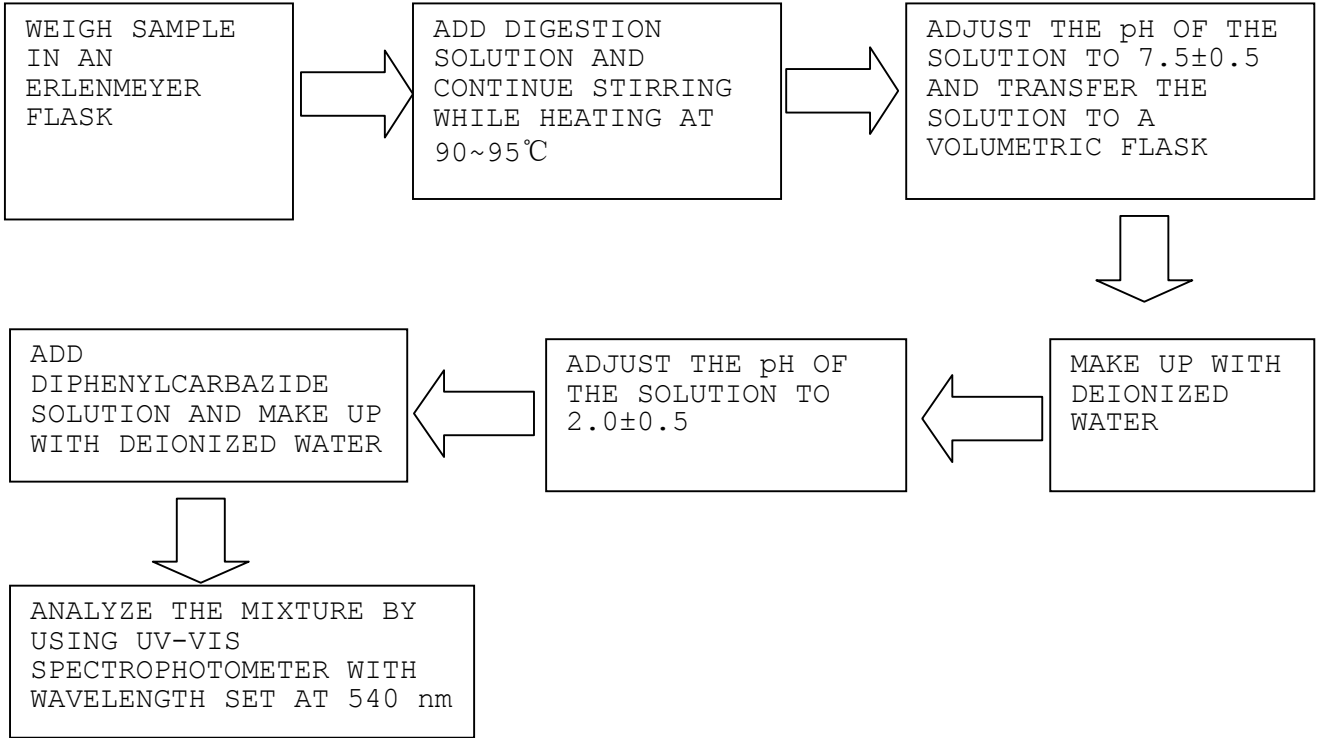 WEIGH SAMPLE
IN AN
ERLENMEYER
FLASK
ADD DIGESTION
SOLUTION AND
CONTINUE STIRRING
WHILE HEATING AT
90~95℃
ADJUST THE pH OF THE
SOLUTION TO 7.5±0.5
AND TRANSFER THE
SOLUTION TO A
VOLUMETRIC FLASK
MAKE UP WITH
DEIONIZED
WATER
ADJUST THE pH OF
THE SOLUTION TO
2.0±0.5
ADD
DIPHENYLCARBAZIDE
SOLUTION AND MAKE UP
WITH DEIONIZED WATER
ANALYZE THE MIXTURE BY
USING UV-VIS
SPECTROPHOTOMETER WITH
WAVELENGTH SET AT 540 nm